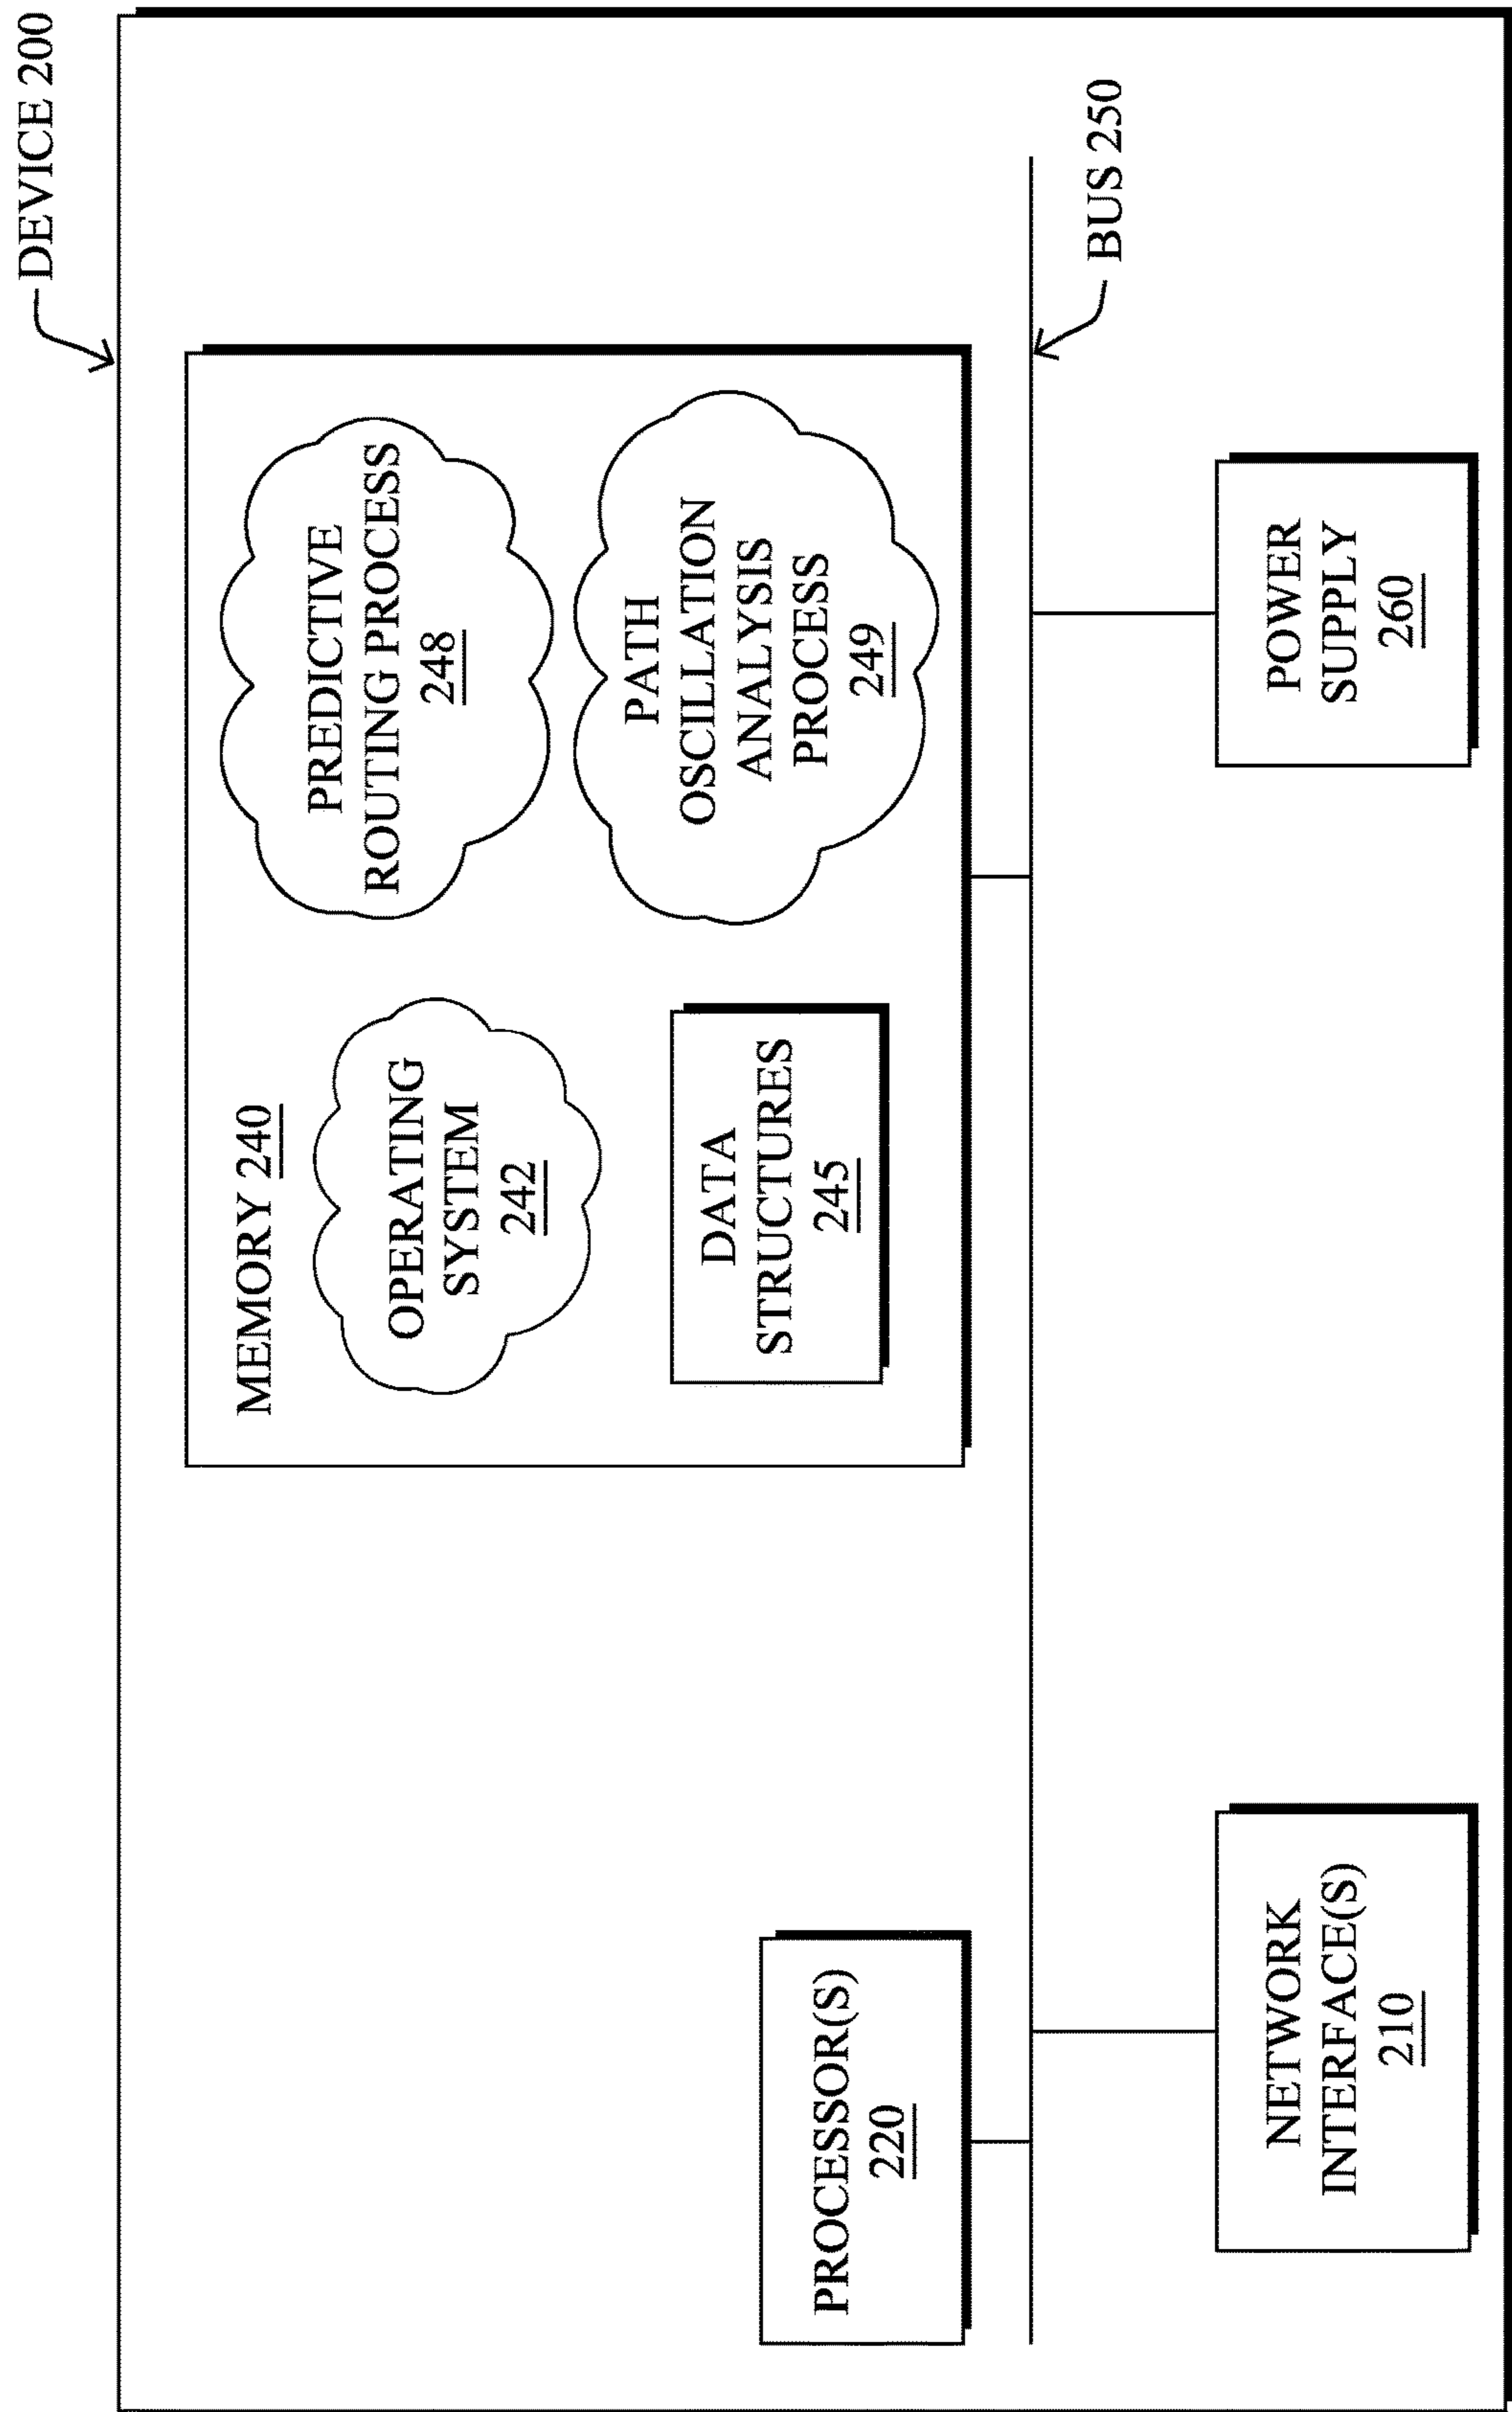 DEVICE 200
MEMORY 240
OPERATING
SYSTEM
242
DATA
STRUCTURES
245
PREDICTIVE
ROUTING PROCESS
248
PATH
OSCILLATION
ANALYSIS
PROCESS
249
PROCESSOR(S)
220
BUS 250
NETWORK
INTERFACE(S)
210
POWER
SUPPLY
260